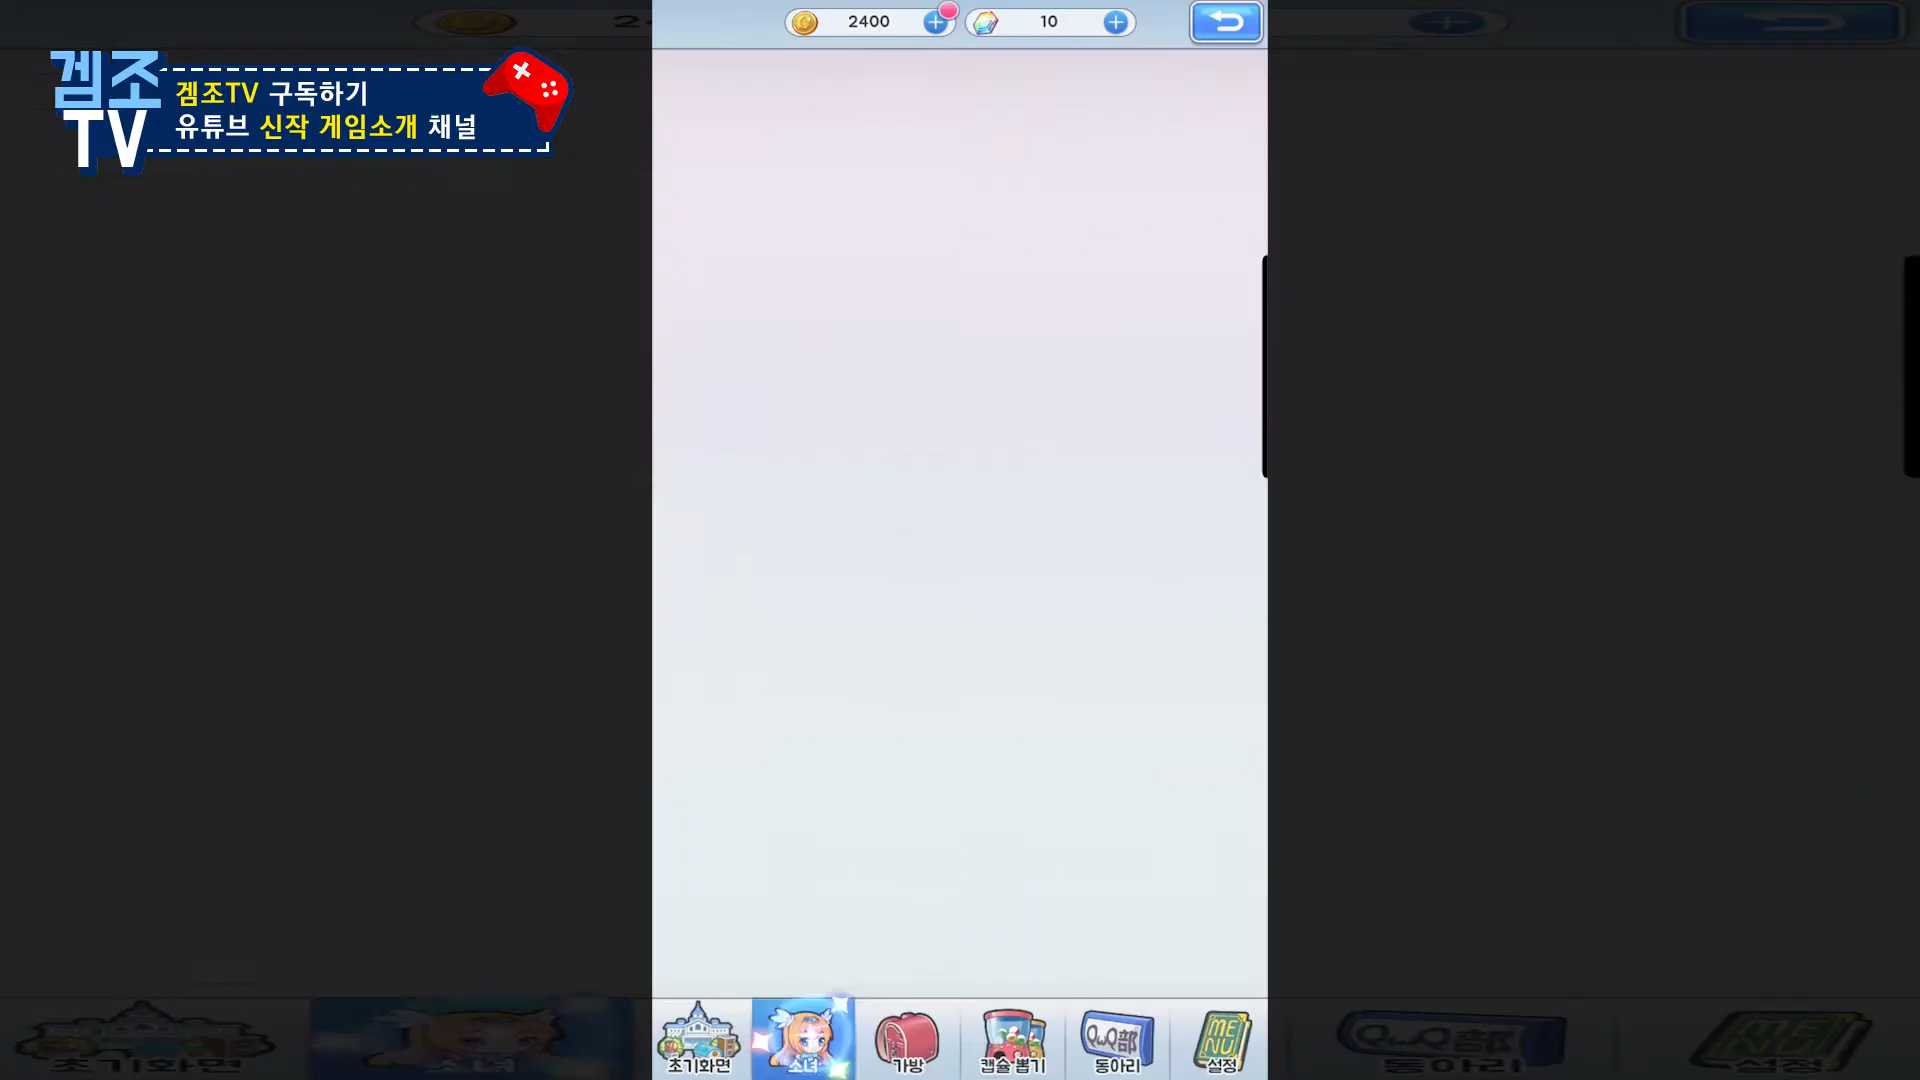 2400
10
겜조
TV
겜조TV 구독하기
유튜브 신작 게임소개 채널
초기화면
소녀
가방
캡슐 뽑기
QωQ部
동아리
MENU
설정